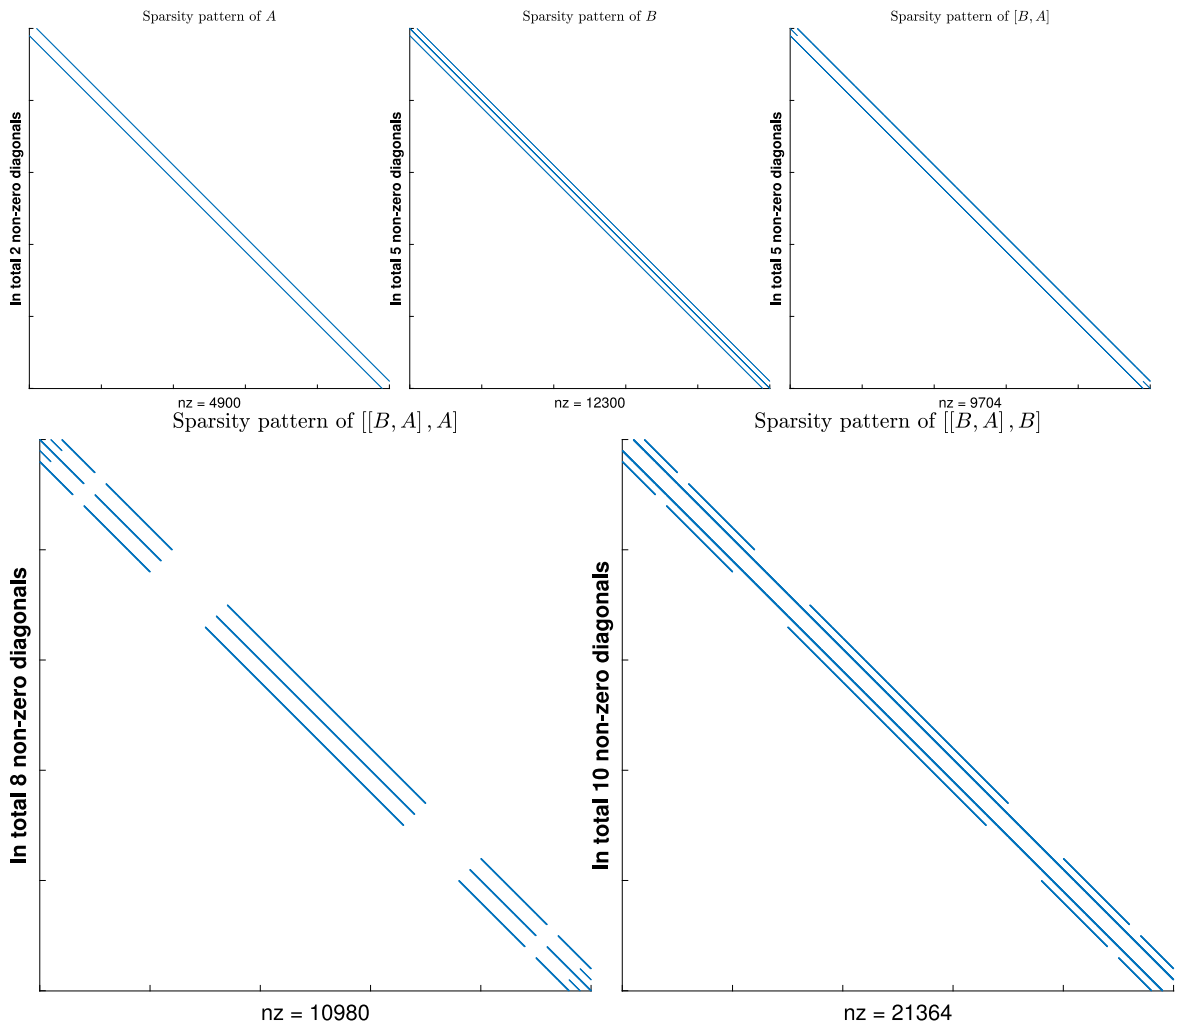 Sparsity pattern of A
In total 2 non-zero diagonals
nz = 4900
Sparsity pattern of B
In total 5 non-zero diagonals
nz = 12300
Sparsity pattern of [B, A]
In total 5 non-zero diagonals
nz = 9704
Sparsity pattern of [[B, A] , A]
In total 8 non-zero diagonals
nz = 10980
Sparsity pattern of [[B, A] , B]
In total 10 non-zero diagonals
nz = 21364